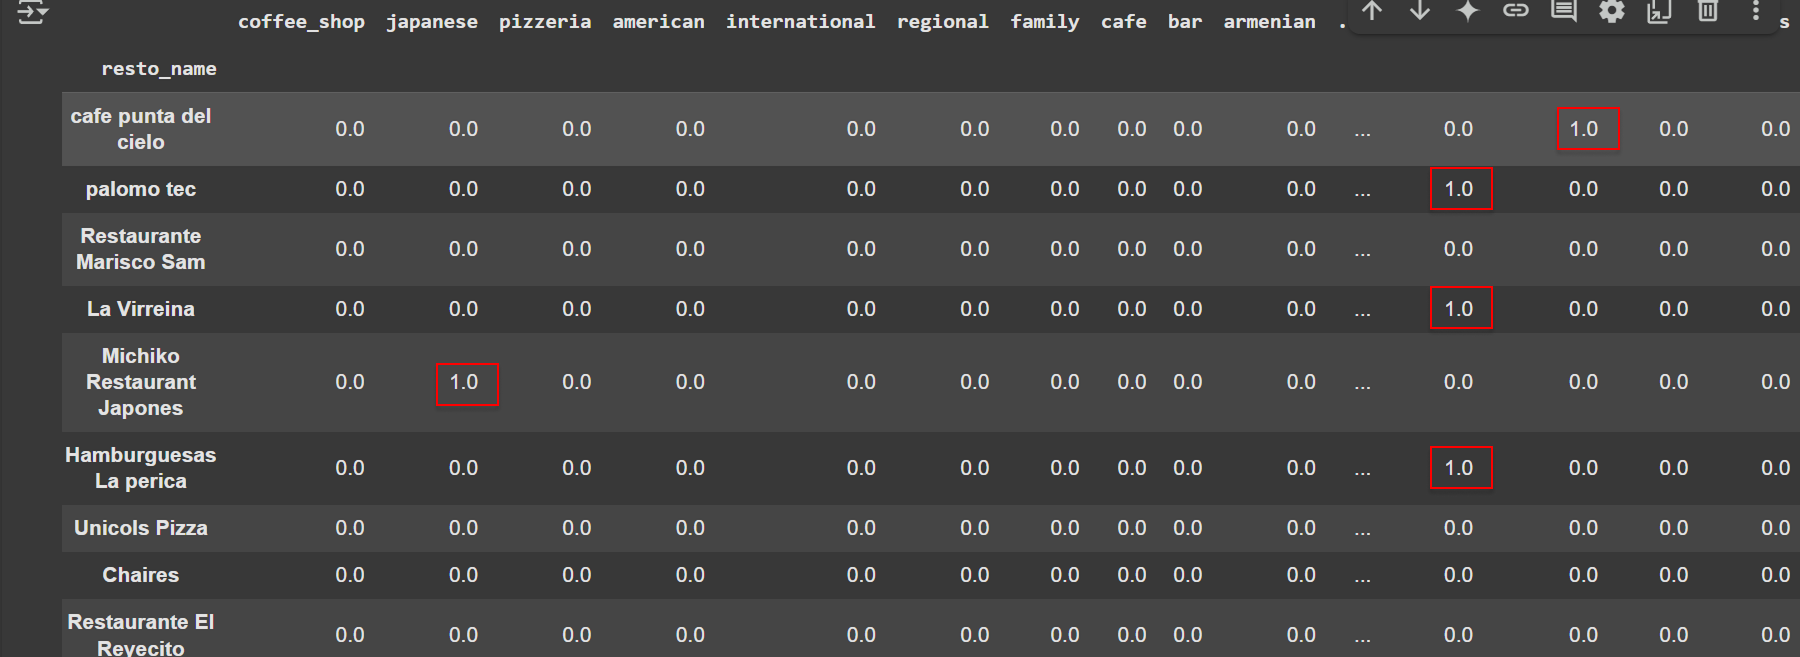 coffee_shop japanese pizzeria american international regional family cafe bar armenian . s
resto_name
cafe punta del
cielo
0.0 0.0 0.0 0.0 0.0 0.0 0.0 0.0 0.0 0.0 ... 0.0 1.0 0.0 0.0
palomo tec 0.0 0.0 0.0 0.0 0.0 0.0 0.0 0.0 0.0 0.0 ... 1.0 0.0 0.0 0.0
Restaurante
Marisco Sam
0.0 0.0 0.0 0.0 0.0 0.0 0.0 0.0 0.0 0.0 ... 0.0 0.0 0.0 0.0
La Virreina 0.0 0.0 0.0 0.0 0.0 0.0 0.0 0.0 0.0 0.0 ... 1.0 0.0 0.0 0.0
Michiko
Restaurant
Japones
0.0 1.0 0.0 0.0 0.0 0.0 0.0 0.0 0.0 0.0 ... 0.0 0.0 0.0 0.0
Hamburguesas
La perica
0.0 0.0 0.0 0.0 0.0 0.0 0.0 0.0 0.0 0.0 ... 1.0 0.0 0.0 0.0
Unicols Pizza 0.0 0.0 0.0 0.0 0.0 0.0 0.0 0.0 0.0 0.0 ... 0.0 0.0 0.0 0.0
Chaires 0.0 0.0 0.0 0.0 0.0 0.0 0.0 0.0 0.0 0.0 ... 0.0 0.0 0.0 0.0
Restaurante El
Reyecito
0.0 0.0 0.0 0.0 0.0 0.0 0.0 0.0 0.0 0.0 ... 0.0 0.0 0.0 0.0